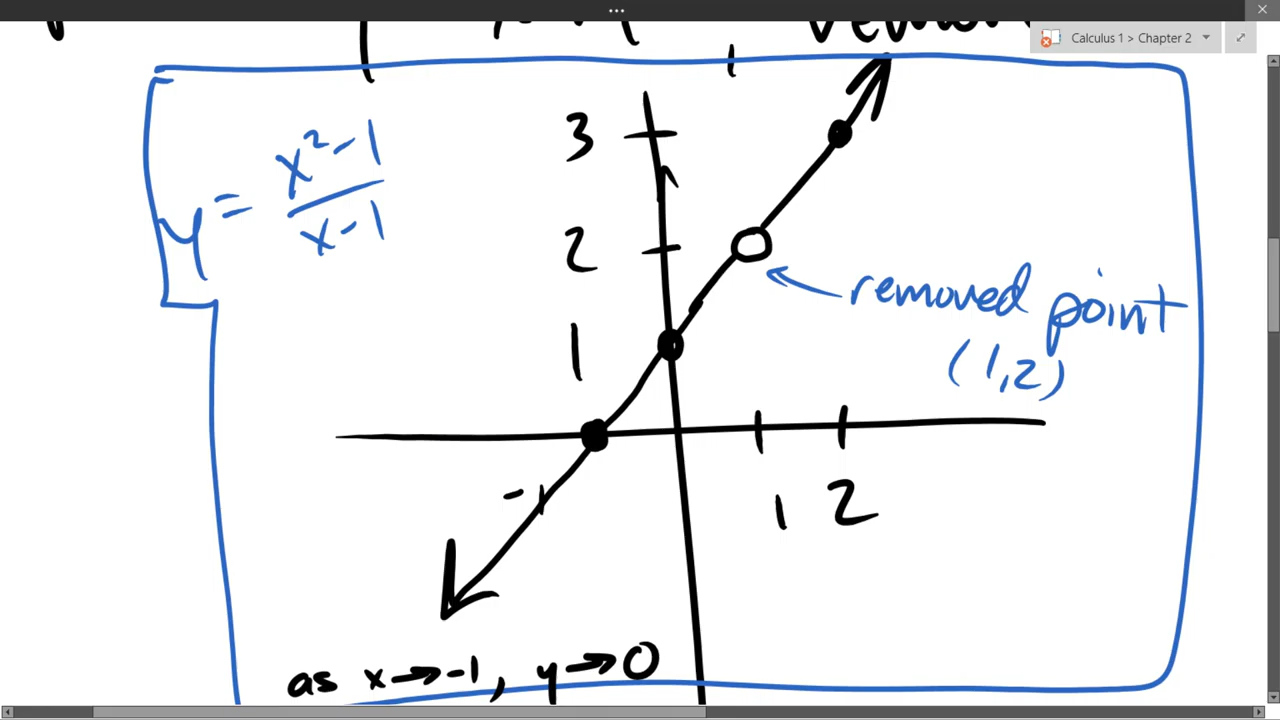 Calculus 1 > Chapter 2
y = x²-1 / x-1
3
2
1
removed point
(1,2)
-1
1 2
as x→-1, y→0